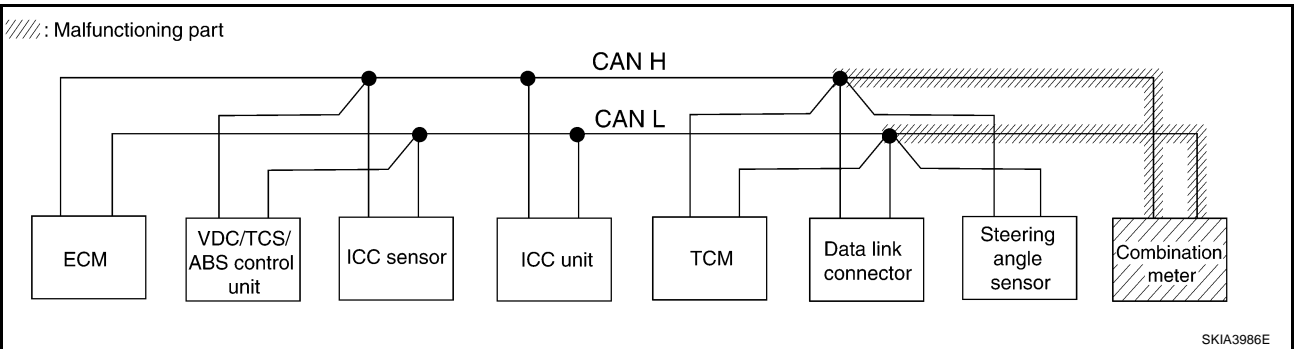 : Malfunctioning part
CAN H
CAN L
ECM
VDC/TCS/
ABS control
unit
ICC sensor
ICC unit
TCM
Data link
connector
Steering
angle
sensor
Combination
meter
SKIA3986E